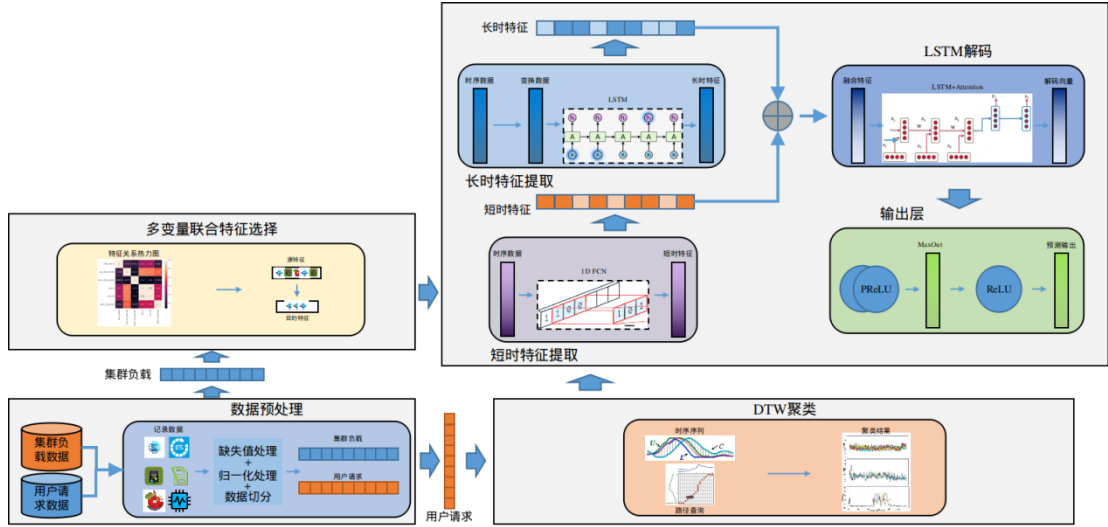 长时特征
LSTM解码
时序数据
变换数据
LSTM
长时特征
长时特征提取
融合特征
LSTM+Attention
解码向量
短时特征
输出层
时序数据
1D FCN
短时特征
短时特征提取
MaxOut
预测输出
PReLU
ReLU
多变量联合特征选择
特征关系热力图
源特征
目的特征
集群负载
数据预处理
集群负
载数据
用户请
求数据
记录数据
缺失值处理
+
归一化处理
+
数据切分
集群负载
用户请求
用户请求
DTW聚类
时序序列
路径查询
聚类结果